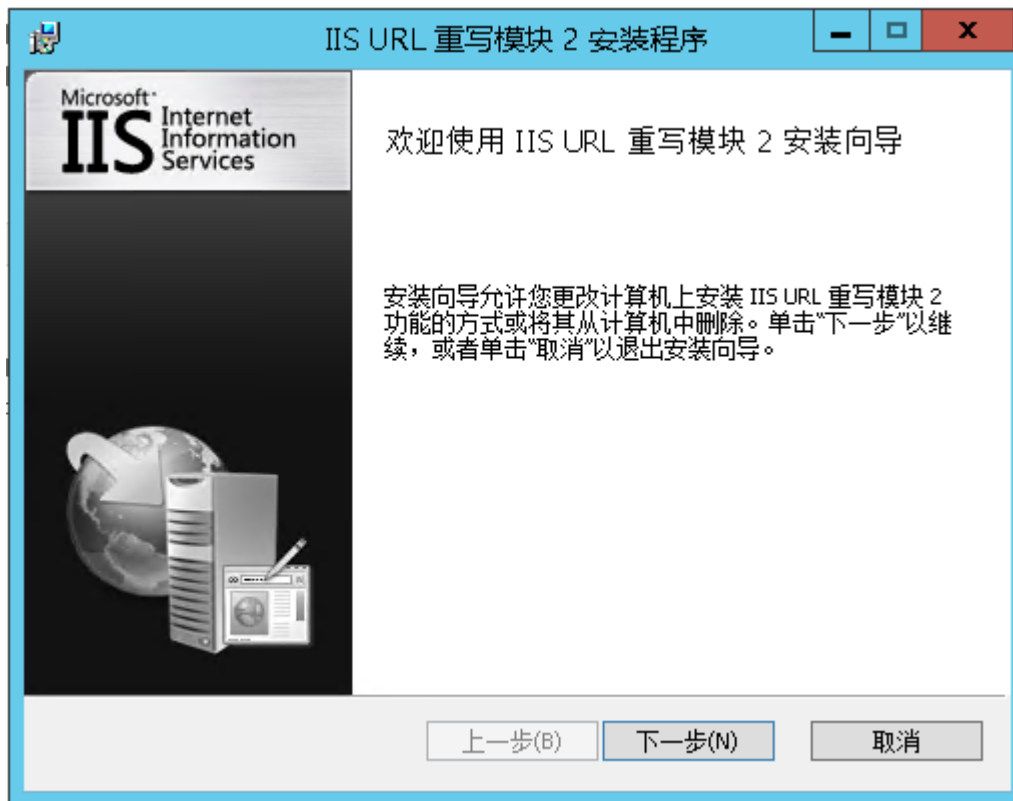 IIS URL 重写模块 2 安装程序
Microsoft
IIS Internet
Information
Services
欢迎使用 IIS URL 重写模块 2 安装向导
安装向导允许您更改计算机上安装 IIS URL 重写模块 2
功能的方式或将其从计算机中删除。单击“下一步”以继
续，或者单击“取消”以退出安装向导。
上一步(B)
下一步(N)
取消